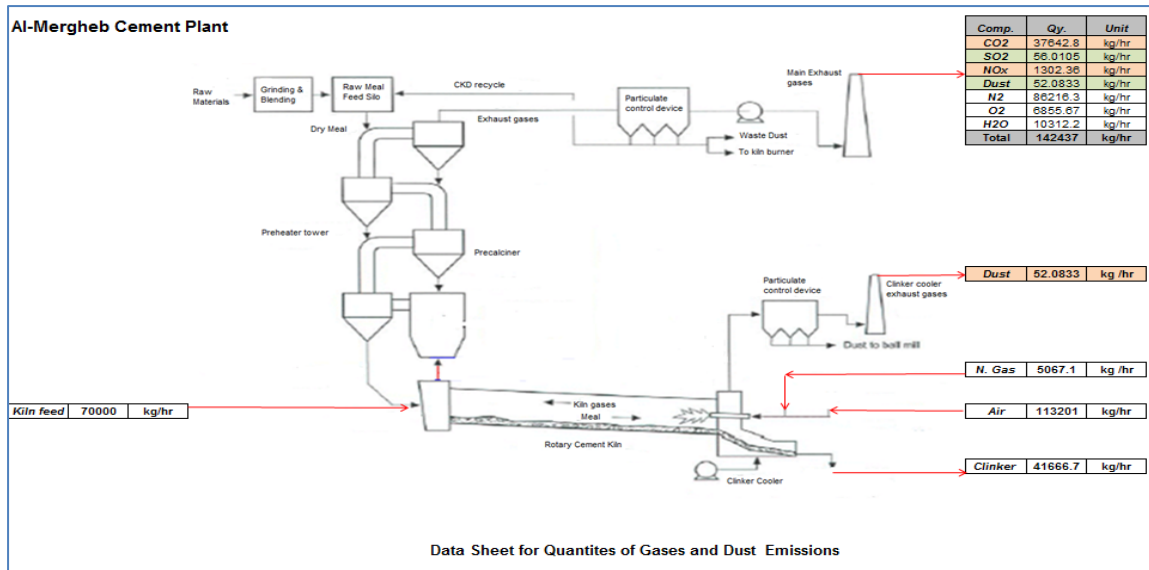 Al-Mergheb Cement Plant
Comp. Qy. Unit
CO2 37642.8 kg/hr
SO2 56.0105 kg/hr
NOx 1302.36 kg/hr
Dust 52.0833 kg/hr
N2 86216.3 kg/hr
O2 6855.67 kg/hr
H2O 10312.2 kg/hr
Total 142437 kg/hr
Main Exhaust
gases
Raw
Materials
Grinding &
Blending
Raw Meal
Feed Silo
CKD recycle
Particulate
control device
Exhaust gases
Dry Meal
Waste Dust
To kiln burner
Preheater tower
Precalciner
Particulate
control device
Clinker cooler
exhaust gases
Dust 52.0833 kg /hr
Dust to ball mill
N. Gas 5067.1 kg /hr
Kiln feed 70000 kg/hr
Kiln gases
Meal
Air 113201 kg/hr
Rotary Cement Kiln
Clinker 41666.7 kg/hr
Clinker Cooler
Data Sheet for Quantites of Gases and Dust Emissions